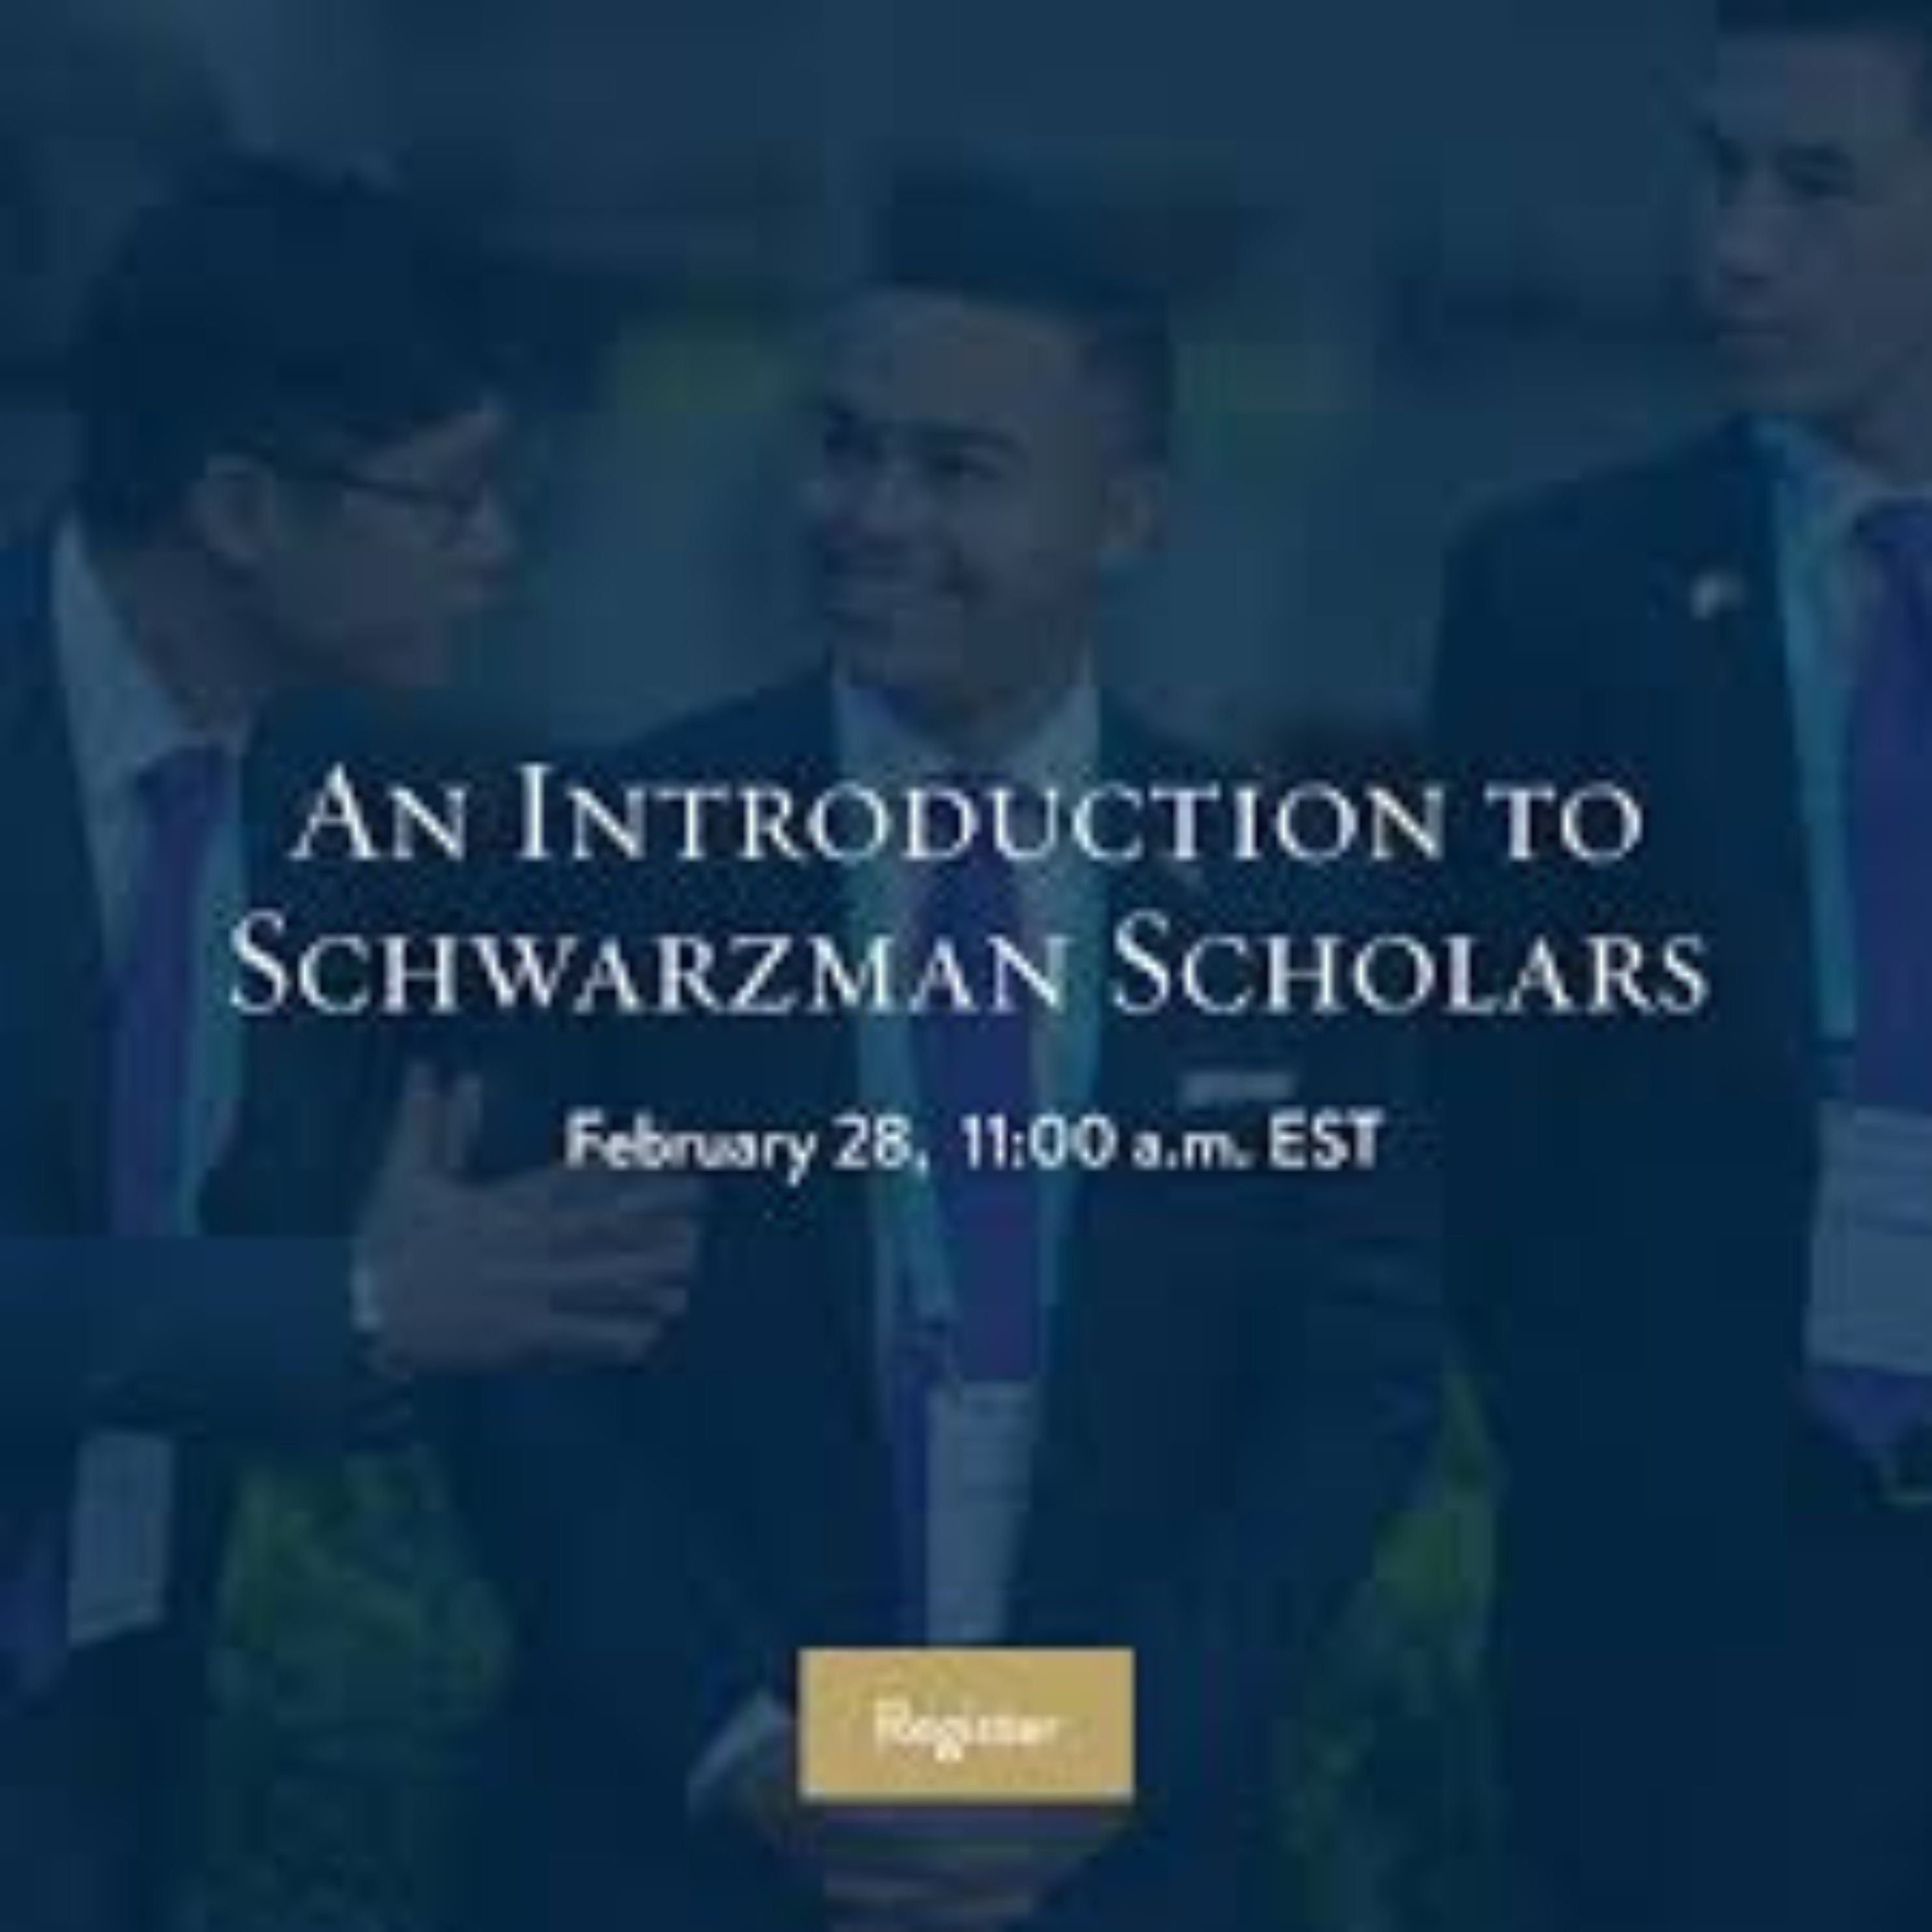 AN INTRODUCTION TO
SCHWARZMAN SCHOLARS
February 28, 11:00 a.m. EST
Register